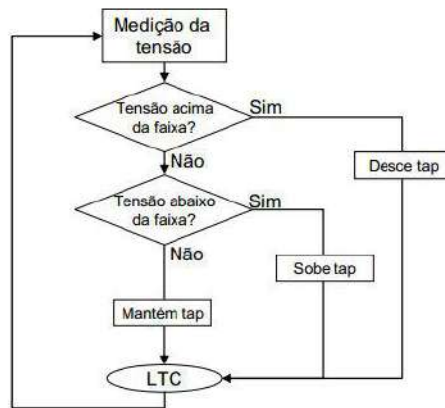 Medição da
tensão
Tensão acima
da faixa?
Sim
Desce tap
Não
Tensão abaixo
da faixa?
Sim
Sobe tap
Não
Mantém tap
LTC